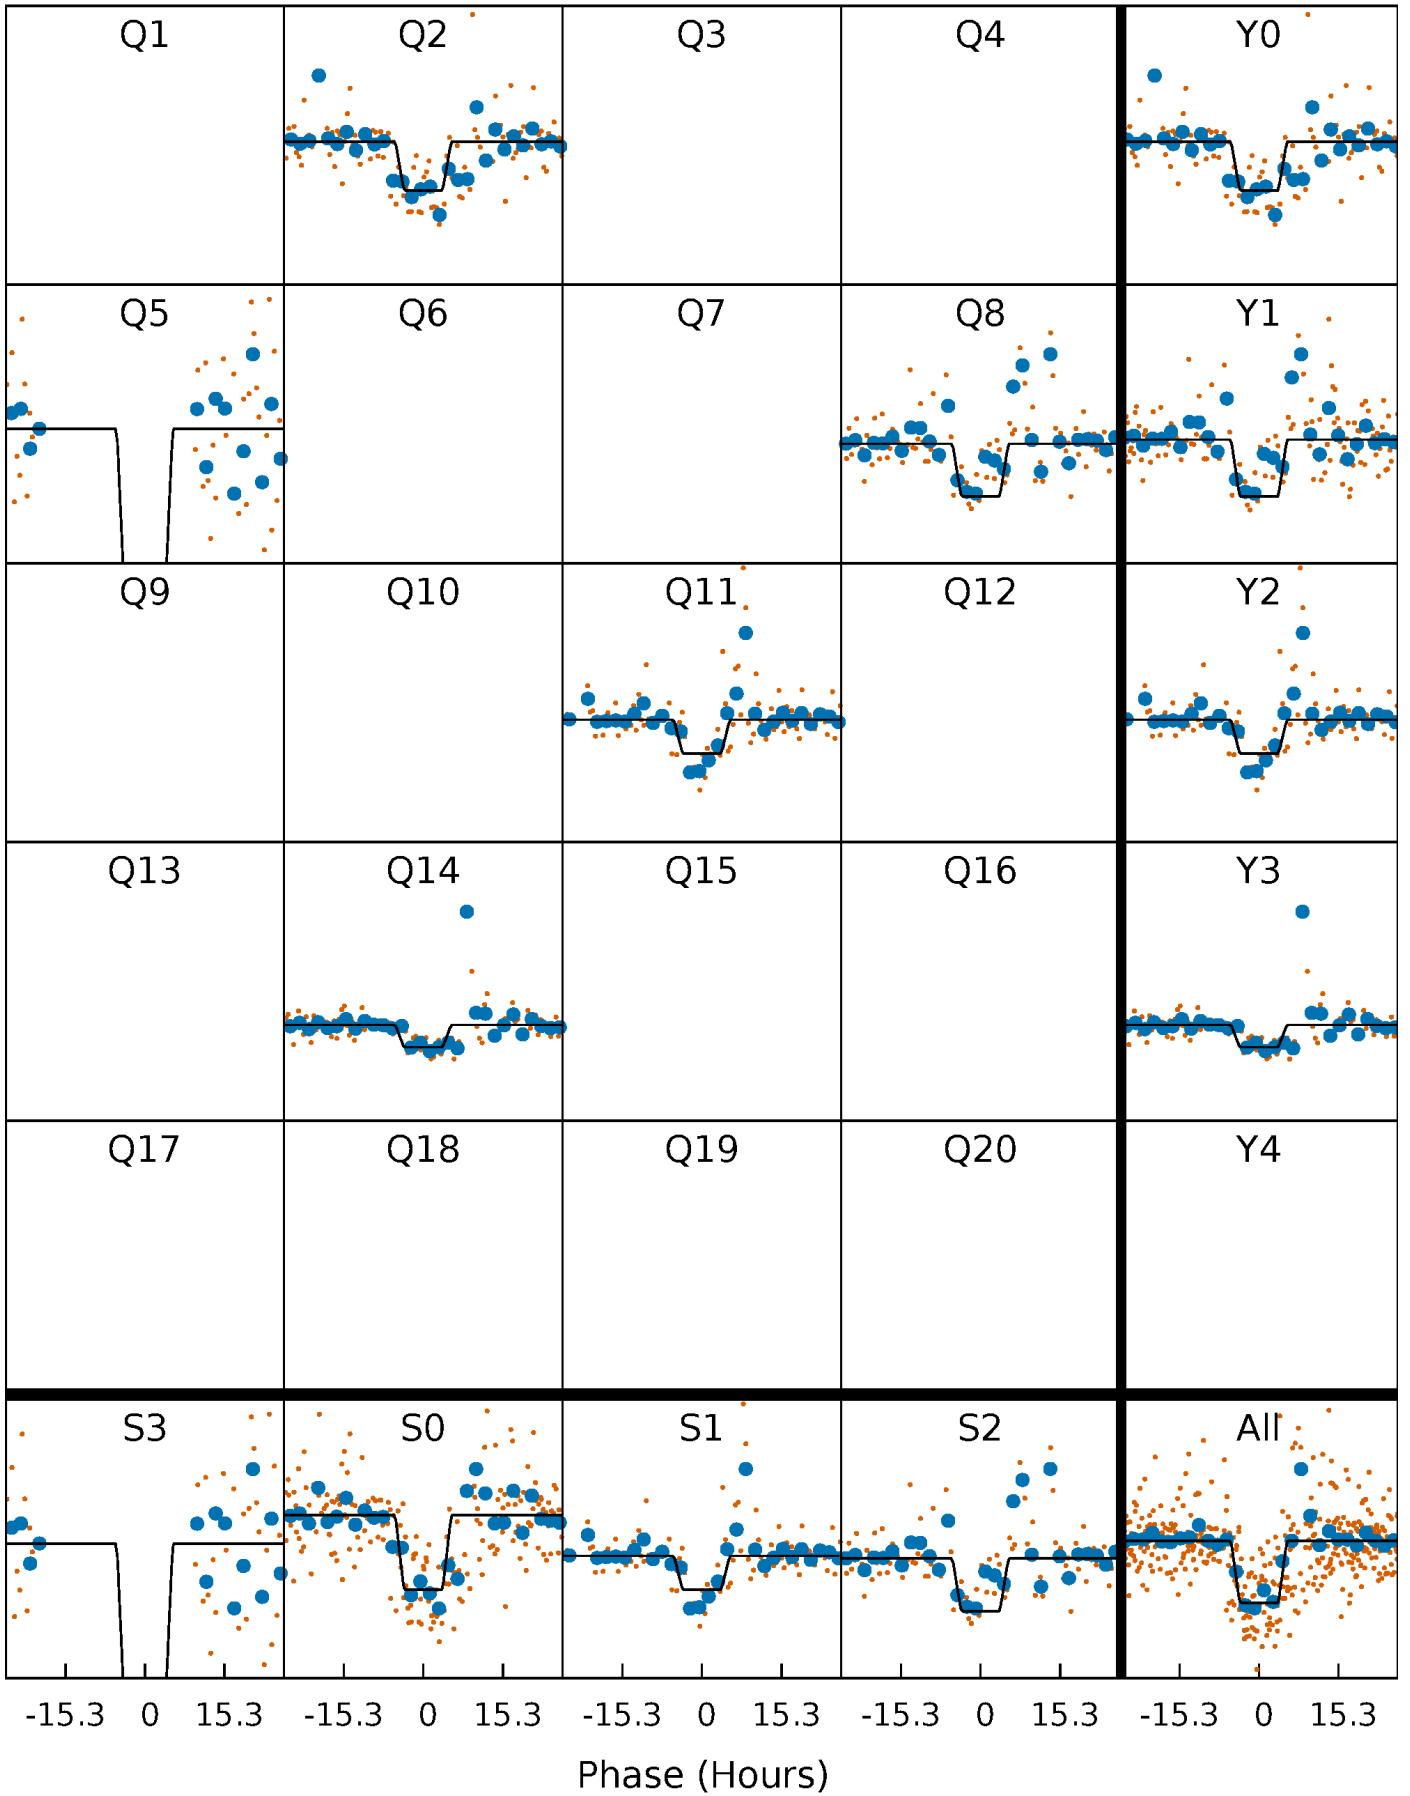 Q1 Q2 Q3 Q4 Y0
Q5 Q6 Q7 Q8 Y1
Q9 Q10 Q11 Q12 Y2
Q13 Q14 Q15 Q16 Y3
Q17 Q18 Q19 Q20 Y4
S3 S0 S1 S2 All
-15.3 0 15.3 -15.3 0 15.3 -15.3 0 15.3 -15.3 0 15.3 -15.3 0 15.3
Phase (Hours)